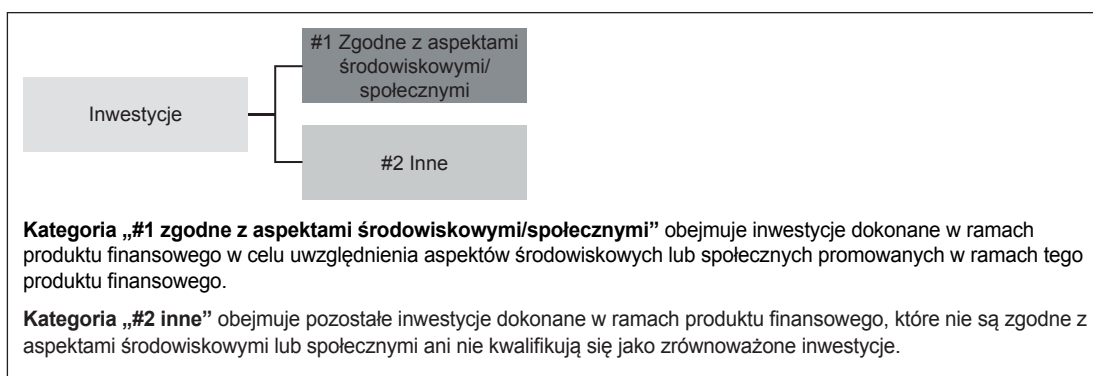 #1 Zgodne z aspektami
środowiskowymi/
społecznymi
Inwestycje
#2 Inne
Kategoria „#1 zgodne z aspektami środowiskowymi/społecznymi” obejmuje inwestycje dokonane w ramach
produktu finansowego w celu uwzględnienia aspektów środowiskowych lub społecznych promowanych w ramach tego
produktu finansowego.
Kategoria „#2 inne” obejmuje pozostałe inwestycje dokonane w ramach produktu finansowego, które nie są zgodne z
aspektami środowiskowymi lub społecznymi ani nie kwalifikują się jako zrównoważone inwestycje.